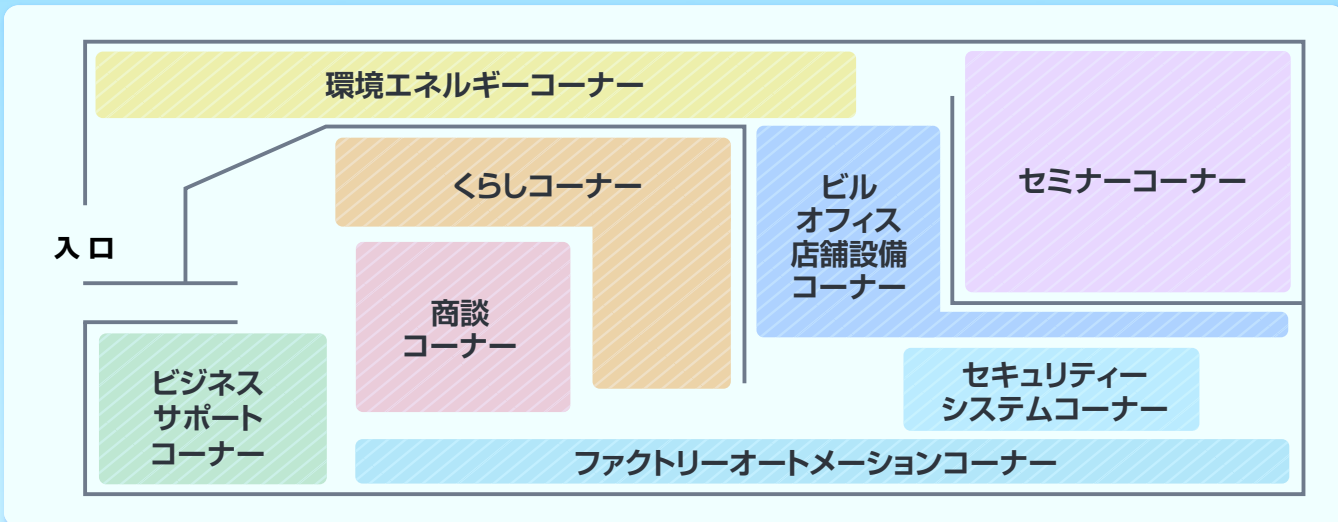 環境エネルギーコーナー
くらしコーナー
ビル
オフィス
店舗設備
コーナー
セミナーコーナー
入口
商談
コーナー
ビジネス
サポート
コーナー
セキュリティー
システムコーナー
ファクトリーオートメーションコーナー